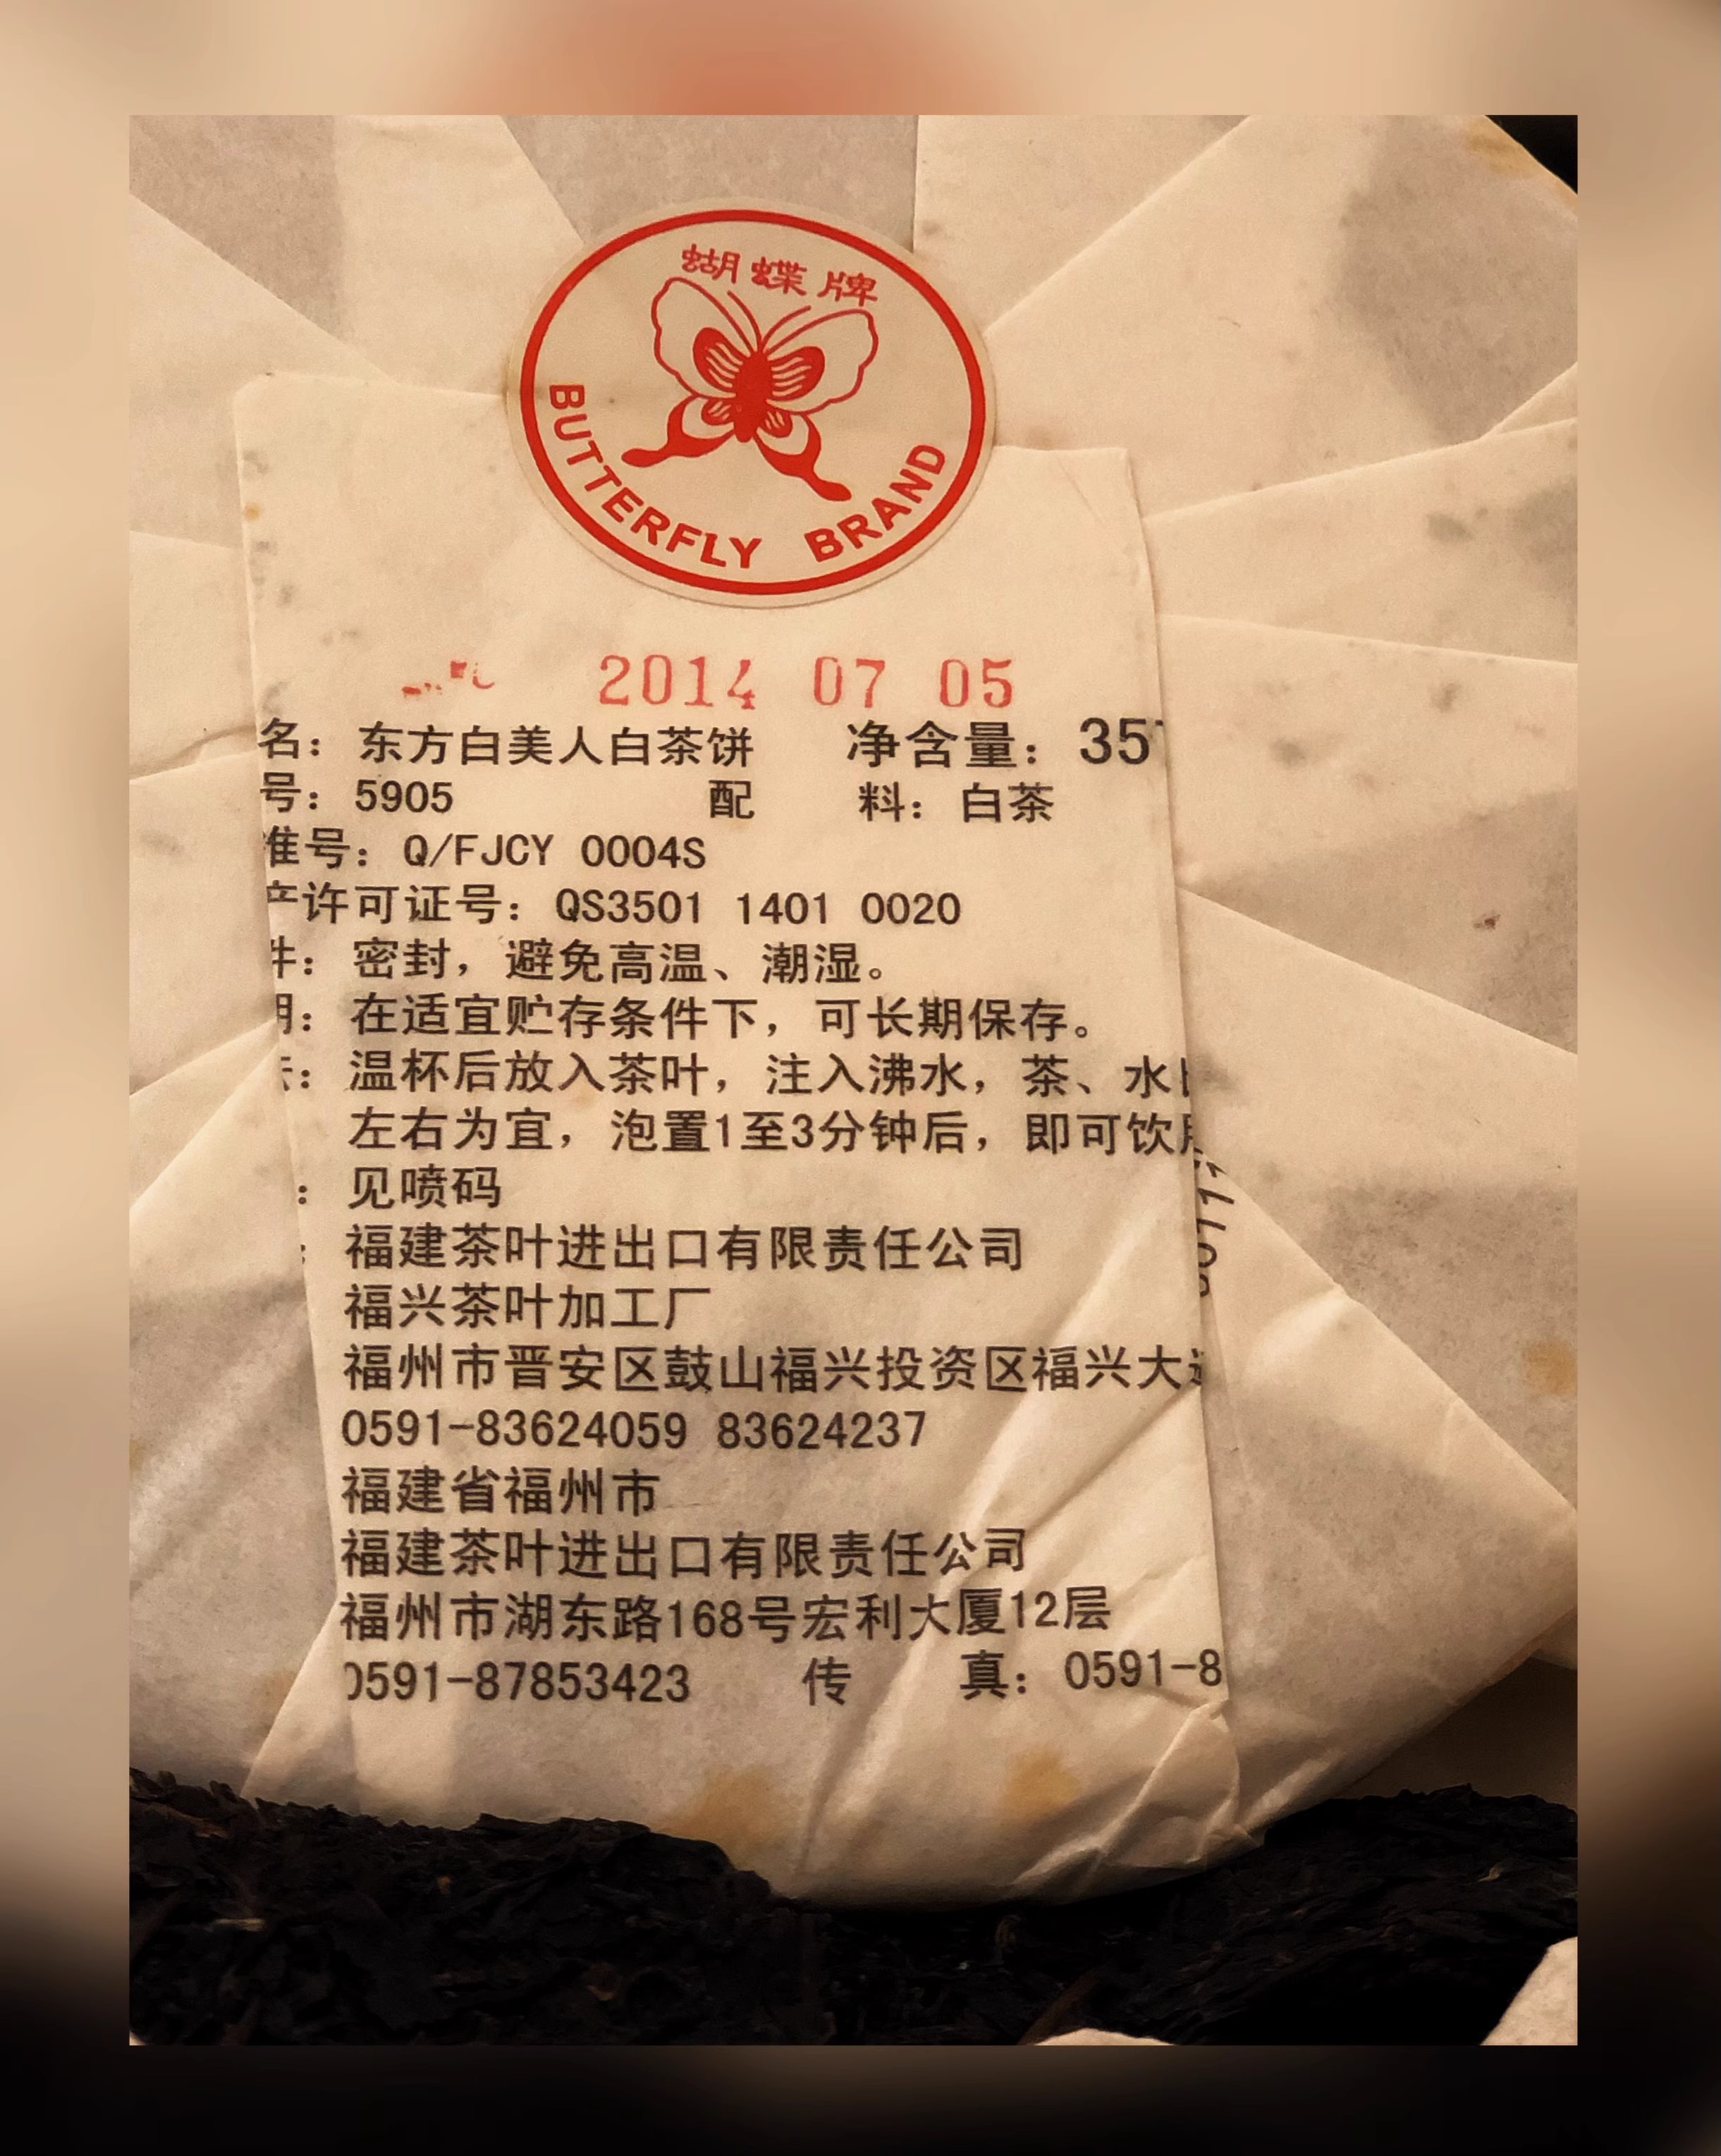 蝴蝶牌
BUTTERFLY BRAND
2014 07 05
名：东方白美人白茶饼 净含量：35
号：5905 配 料：白茶
准号：Q/FJCY 0004S
产许可证号：QS3501 1401 0020
件：密封，避免高温、潮湿。
期：在适宜贮存条件下，可长期保存。
：温杯后放入茶叶，注入沸水，茶、水
左右为宜，泡置1至3分钟后，即可饮
：见喷码
：福建茶叶进出口有限责任公司
福兴茶叶加工厂
福州市晋安区鼓山福兴投资区福兴大
0591-83624059 83624237
福建省福州市
福建茶叶进出口有限责任公司
福州市湖东路168号宏利大厦12层
0591-87853423 传 真：0591-8